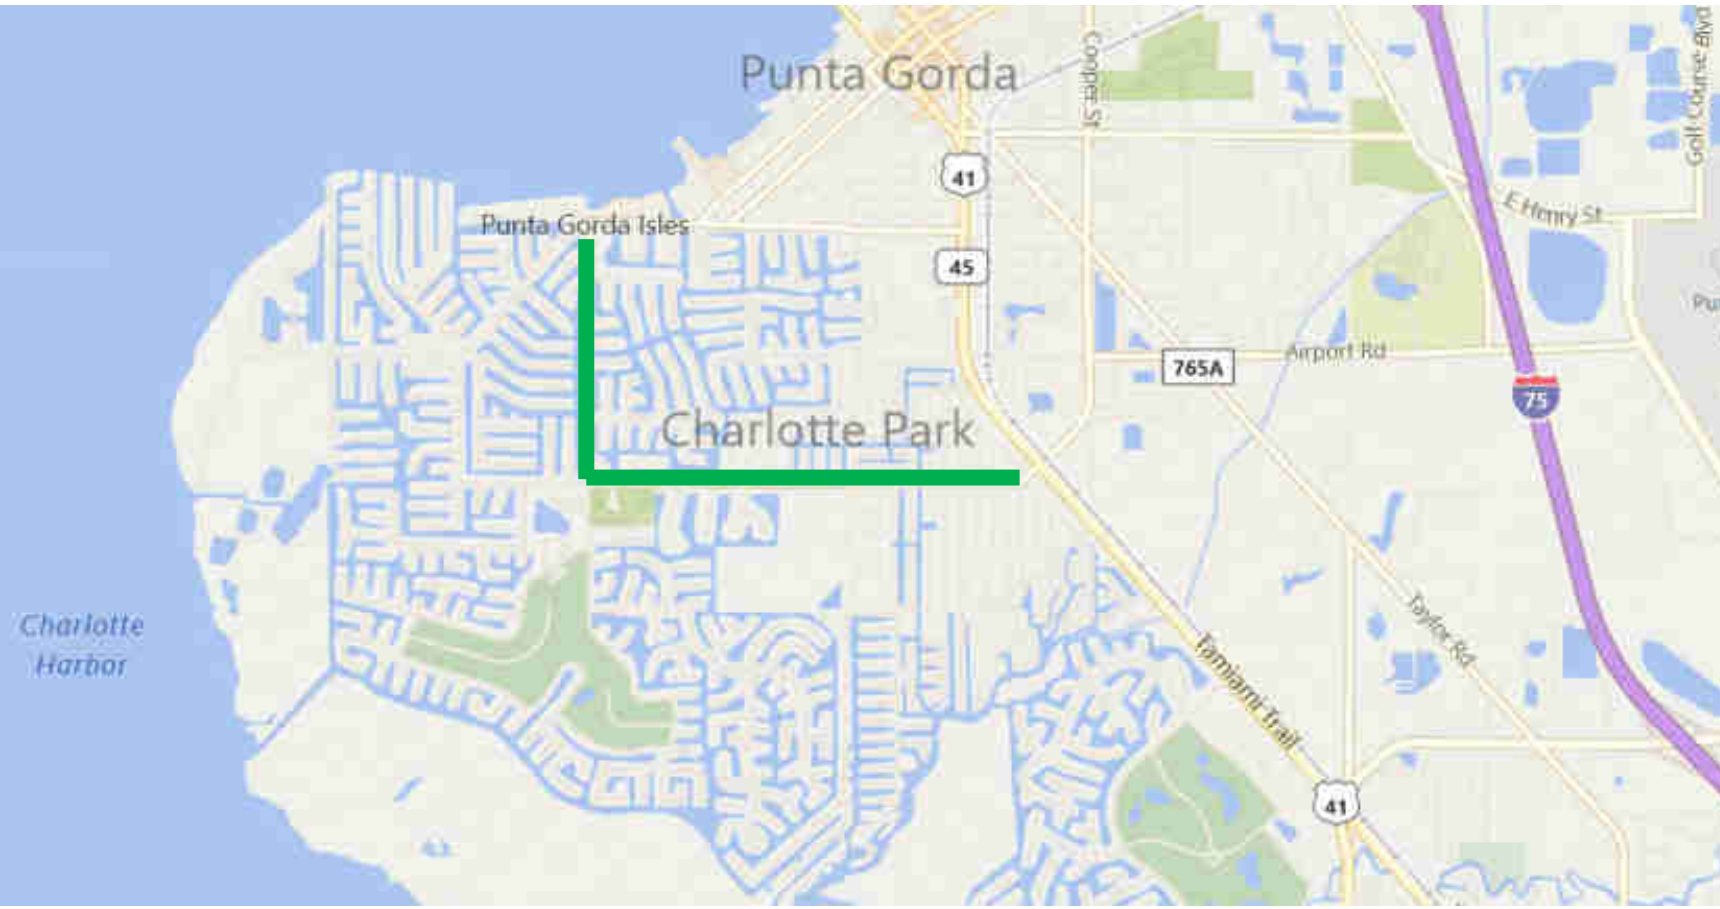 Punta Gorda
Cooper St
Golf Course Blvd
41
E Henry St
Punta Gorda Isles
45
Airport Rd
765A
75
Charlotte Park
Charlotte
Harbor
Taylor Rd
Tamiami Trail
41